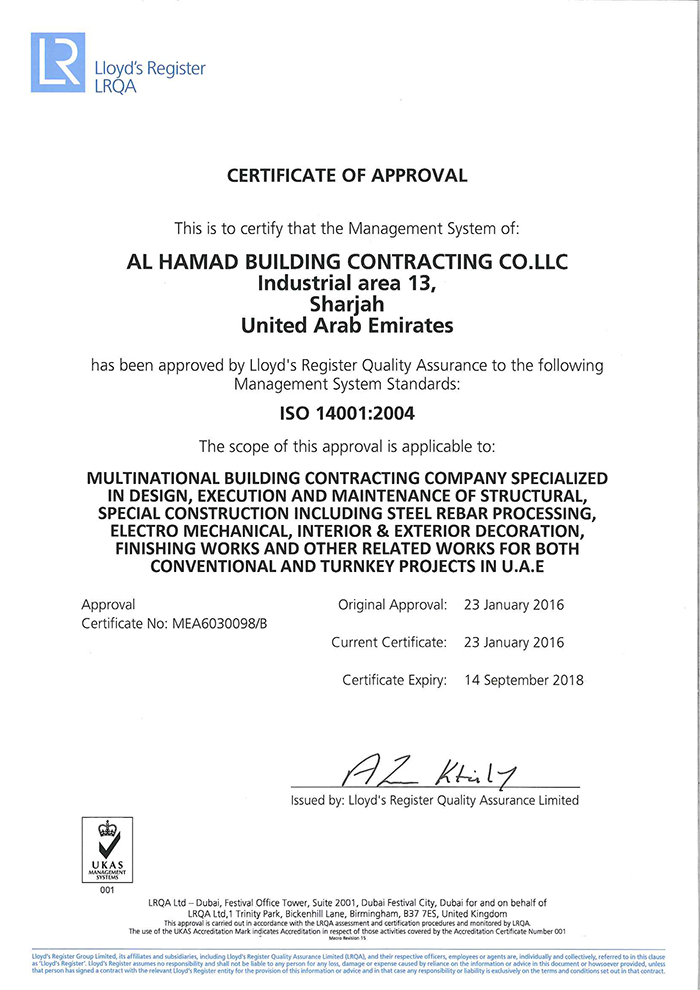 LR
Lloyd's Register
LRQA
CERTIFICATE OF APPROVAL
This is to certify that the Management System of:
AL HAMAD BUILDING CONTRACTING CO.LLC
Industrial area 13,
Sharjah
United Arab Emirates
has been approved by Lloyd's Register Quality Assurance to the following
Management System Standards:
ISO 14001:2004
The scope of this approval is applicable to:
MULTINATIONAL BUILDING CONTRACTING COMPANY SPECIALIZED
IN DESIGN, EXECUTION AND MAINTENANCE OF STRUCTURAL,
SPECIAL CONSTRUCTION INCLUDING STEEL REBAR PROCESSING,
ELECTRO MECHANICAL, INTERIOR & EXTERIOR DECORATION,
FINISHING WORKS AND OTHER RELATED WORKS FOR BOTH
CONVENTIONAL AND TURNKEY PROJECTS IN U.A.E
Approval
Certificate No: MEA6030098/B
Original Approval: 23 January 2016
Current Certificate: 23 January 2016
Certificate Expiry: 14 September 2018
Issued by: Lloyd's Register Quality Assurance Limited
UKAS
MANAGEMENT
SYSTEMS
001
LRQA Ltd – Dubai, Festival Office Tower, Suite 2001, Dubai Festival City, Dubai for and on behalf of
LRQA Ltd,1 Trinity Park, Bickenhill Lane, Birmingham, B37 7ES, United Kingdom
This approval is carried out in accordance with the LRQA assessment and certification procedures and monitored by LRQA.
The use of the UKAS Accreditation Mark indicates Accreditation in respect of those activities covered by the Accreditation Certificate Number 001
Macro Revision 15
Lloyd's Register Group Limited, its affiliates and subsidiaries, including Lloyd's Register Quality Assurance Limited (LRQA), and their respective officers, employees or agents are, individually and collectively, referred to in this clause
as 'Lloyd's Register'. Lloyd's Register assumes no responsibility and shall not be liable to any person for any loss, damage or expense caused by reliance on the information or advice in this document or howsoever provided, unless
that person has signed a contract with the relevant Lloyd's Register entity for the provision of this information or advice and in that case any responsibility or liability is exclusively on the terms and conditions set out in that contract.